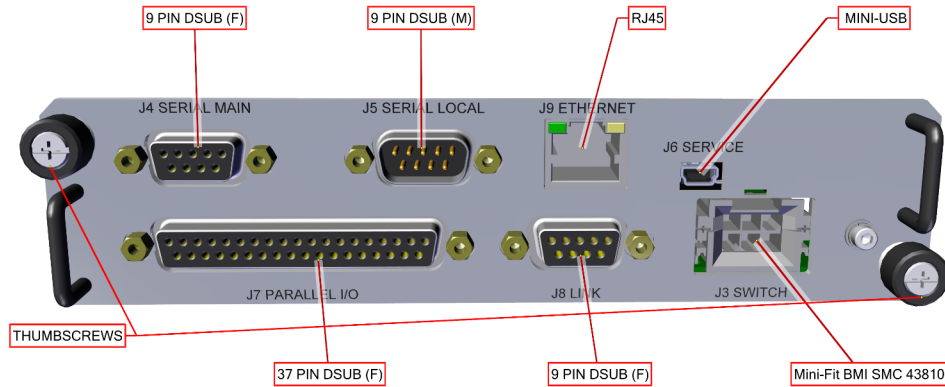 9 PIN DSUB (F)
9 PIN DSUB (M)
RJ45
MINI-USB
J4 SERIAL MAIN
J5 SERIAL LOCAL
J9 ETHERNET
J6 SERVICE
J7 PARALLEL I/O
J8 LINK
J3 SWITCH
THUMBSCREWS
37 PIN DSUB (F)
9 PIN DSUB (F)
Mini-Fit BMI SMC 43810